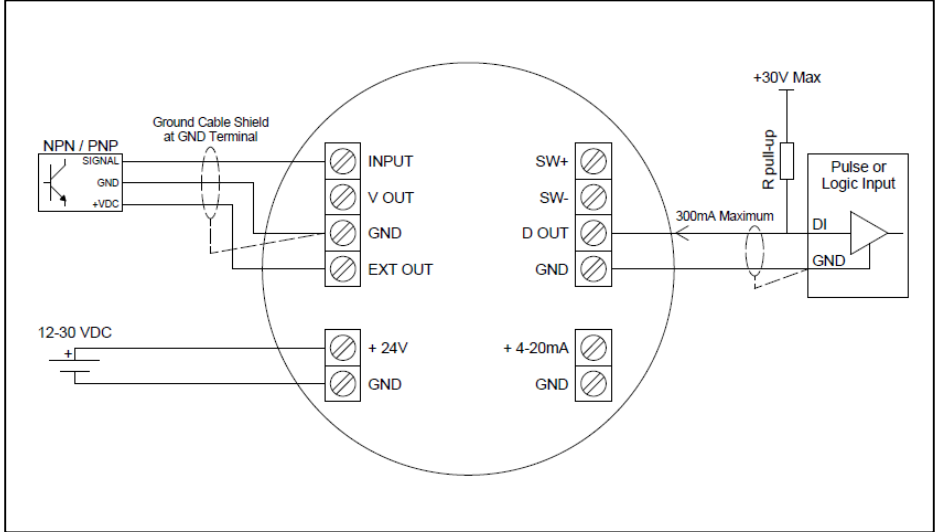 +30V Max
Ground Cable Shield
at GND Terminal
NPN / PNP
SIGNAL
GND
+VDC
INPUT
V OUT
GND
EXT OUT
SW+
SW-
D OUT
GND
300mA Maximum
R pull-up
Pulse or
Logic Input
DI
GND
12-30 VDC
+
+ 24V
GND
+ 4-20mA
GND